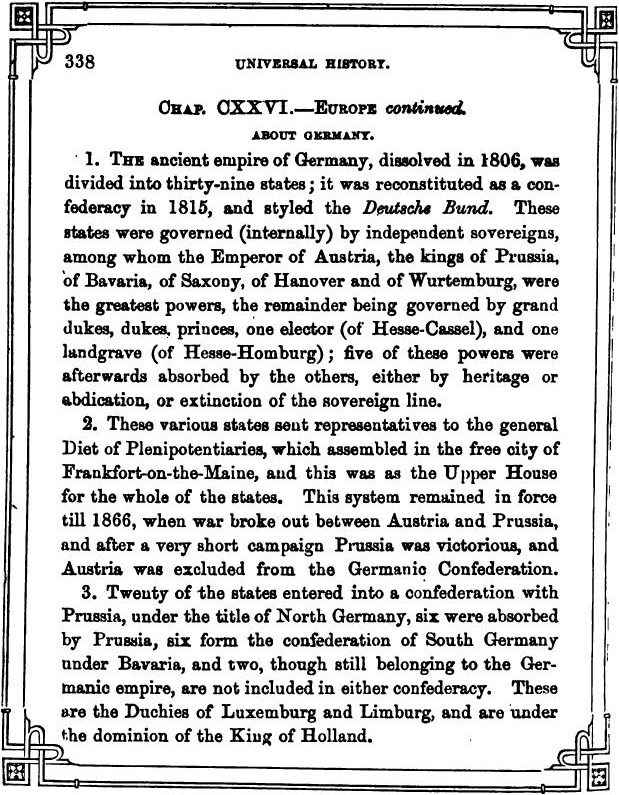 338 UNIVERSAL HISTORY.
CHAP. CXXVI.—EUROPE continued.
ABOUT GERMANY.
1. THE ancient empire of Germany, dissolved in 1806, was
divided into thirty-nine states; it was reconstituted as a con-
federacy in 1815, and styled the Deutsche Bund. These
states were governed (internally) by independent sovereigns,
among whom the Emperor of Austria, the kings of Prussia,
of Bavaria, of Saxony, of Hanover and of Wurtemburg, were
the greatest powers, the remainder being governed by grand
dukes, dukes, princes, one elector (of Hesse-Cassel), and one
landgrave (of Hesse-Homburg); five of these powers were
afterwards absorbed by the others, either by heritage or
abdication, or extinction of the sovereign line.
2. These various states sent representatives to the general
Diet of Plenipotentiaries, which assembled in the free city of
Frankfort-on-the-Maine, and this was as the Upper House
for the whole of the states. This system remained in force
till 1866, when war broke out between Austria and Prussia,
and after a very short campaign Prussia was victorious, and
Austria was excluded from the Germanic Confederation.
3. Twenty of the states entered into a confederation with
Prussia, under the title of North Germany, six were absorbed
by Prussia, six form the confederation of South Germany
under Bavaria, and two, though still belonging to the Ger-
manic empire, are not included in either confederacy. These
are the Duchies of Luxemburg and Limburg, and are under
the dominion of the King of Holland.